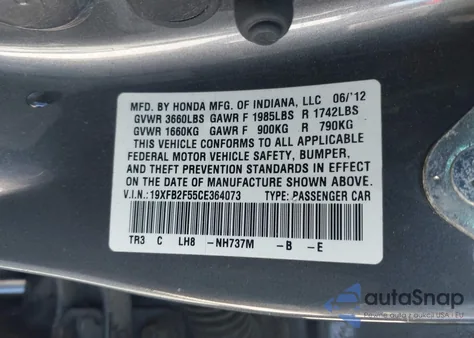 MFD. BY HONDA MFG. OF INDIANA, LLC 06/'12
GVWR 3660LBS GAWR F 1985LBS R 1742LBS
GVWR 1660KG GAWR F 900KG R 790KG
THIS VEHICLE CONFORMS TO ALL APPLICABLE
FEDERAL MOTOR VEHICLE SAFETY, BUMPER,
AND THEFT PREVENTION STANDARDS IN EFFECT
ON THE DATE OF MANUFACTURE SHOWN ABOVE.
V.I.N.: 19XFB2F55CE364073 TYPE: PASSENGER CAR
TR3 C LH8 -NH737M -B -E
autoSnap